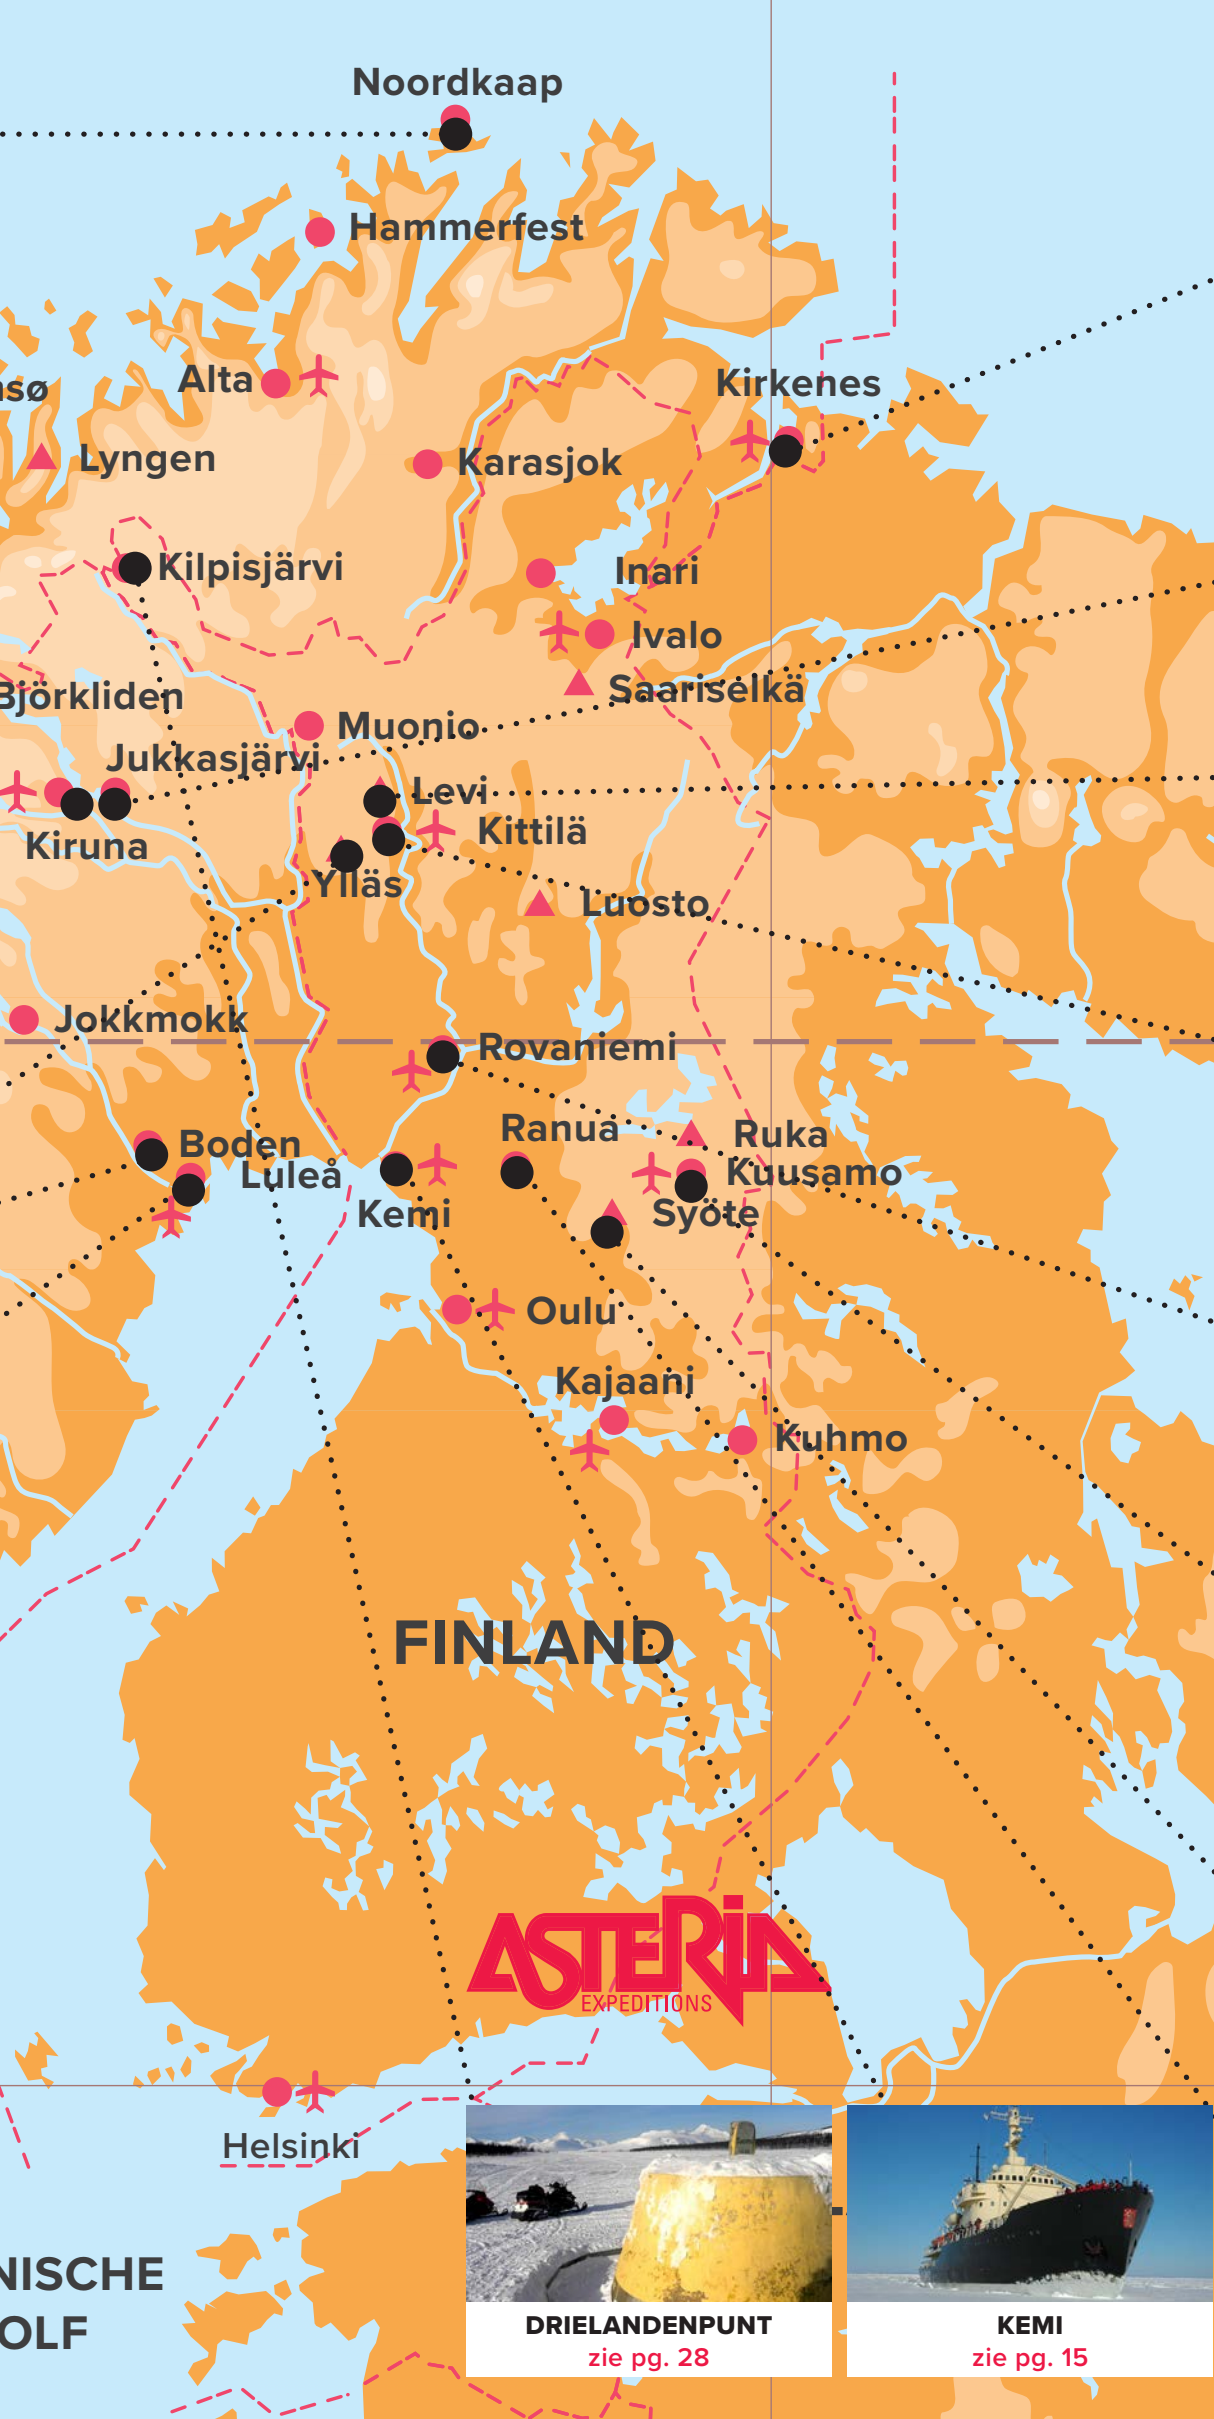 Noordkaap
Hammerfest
Alta
Kirkenes
Lyngen
Karasjok
Kilpisjärvi
Inari
Ivalo
Saariselkä
Björkliden
Muonio
Jukkasjärvi
Levi
Kittilä
Kiruna
Ylläs
Luosto
Jokkmokk
Rovaniemi
Ranua
Ruka
Boden
Luleå
Kuusamo
Kemi
Syöte
Oulu
Kajaani
Kuhmo
FINLAND
ASTERIA
EXPEDITIONS
Helsinki
NISCHE
OLF
DRIELANDENPUNT
zie pg. 28
KEMI
zie pg. 15